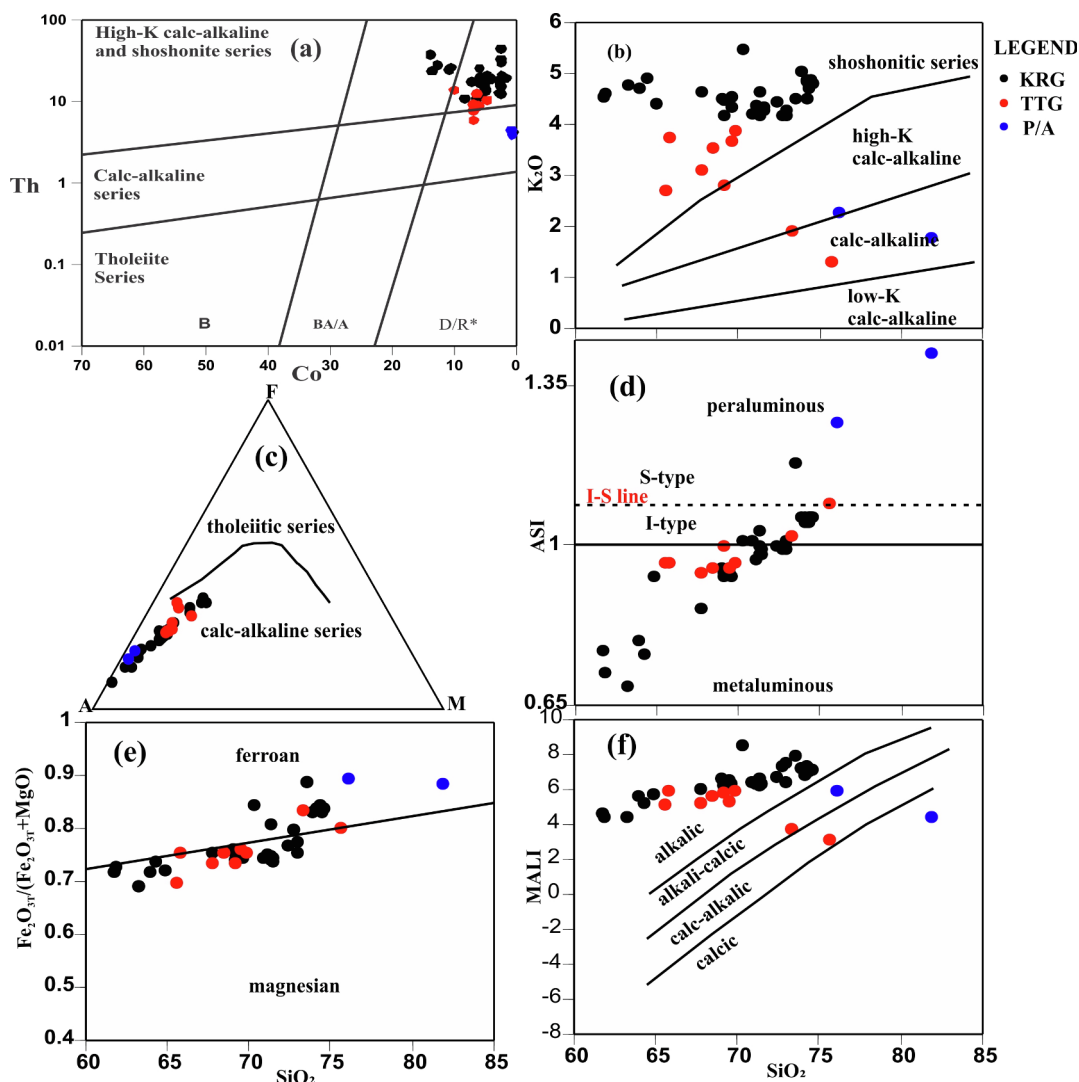 Th
100
10
1
0.1
0.01
High-K calc-alkaline
and shoshonite series
(a)
Calc-alkaline
series
Tholeiite
Series
B
BA/A
D/R*
70
60
50
40
30
20
10
0
Co
K₂O
6
5
4
3
2
1
0
(b)
shoshonitic series
high-K
calc-alkaline
calc-alkaline
low-K
calc-alkaline
LEGEND
KRG
TTG
P/A
F
(c)
tholeiitic series
calc-alkaline series
A
M
ASI
1.35
1
0.65
(d)
peraluminous
S-type
I-S line
I-type
metaluminous
Fe₂O₃T/(Fe₂O₃T+MgO)
1
0.9
0.8
0.7
0.6
0.5
0.4
(e)
ferroan
magnesian
60
65
70
75
80
85
SiO₂
MALI
10
8
6
4
2
0
-2
-4
-6
-8
(f)
alkalic
alkali-calcic
calc-alkalic
calcic
60
65
70
75
80
85
SiO₂